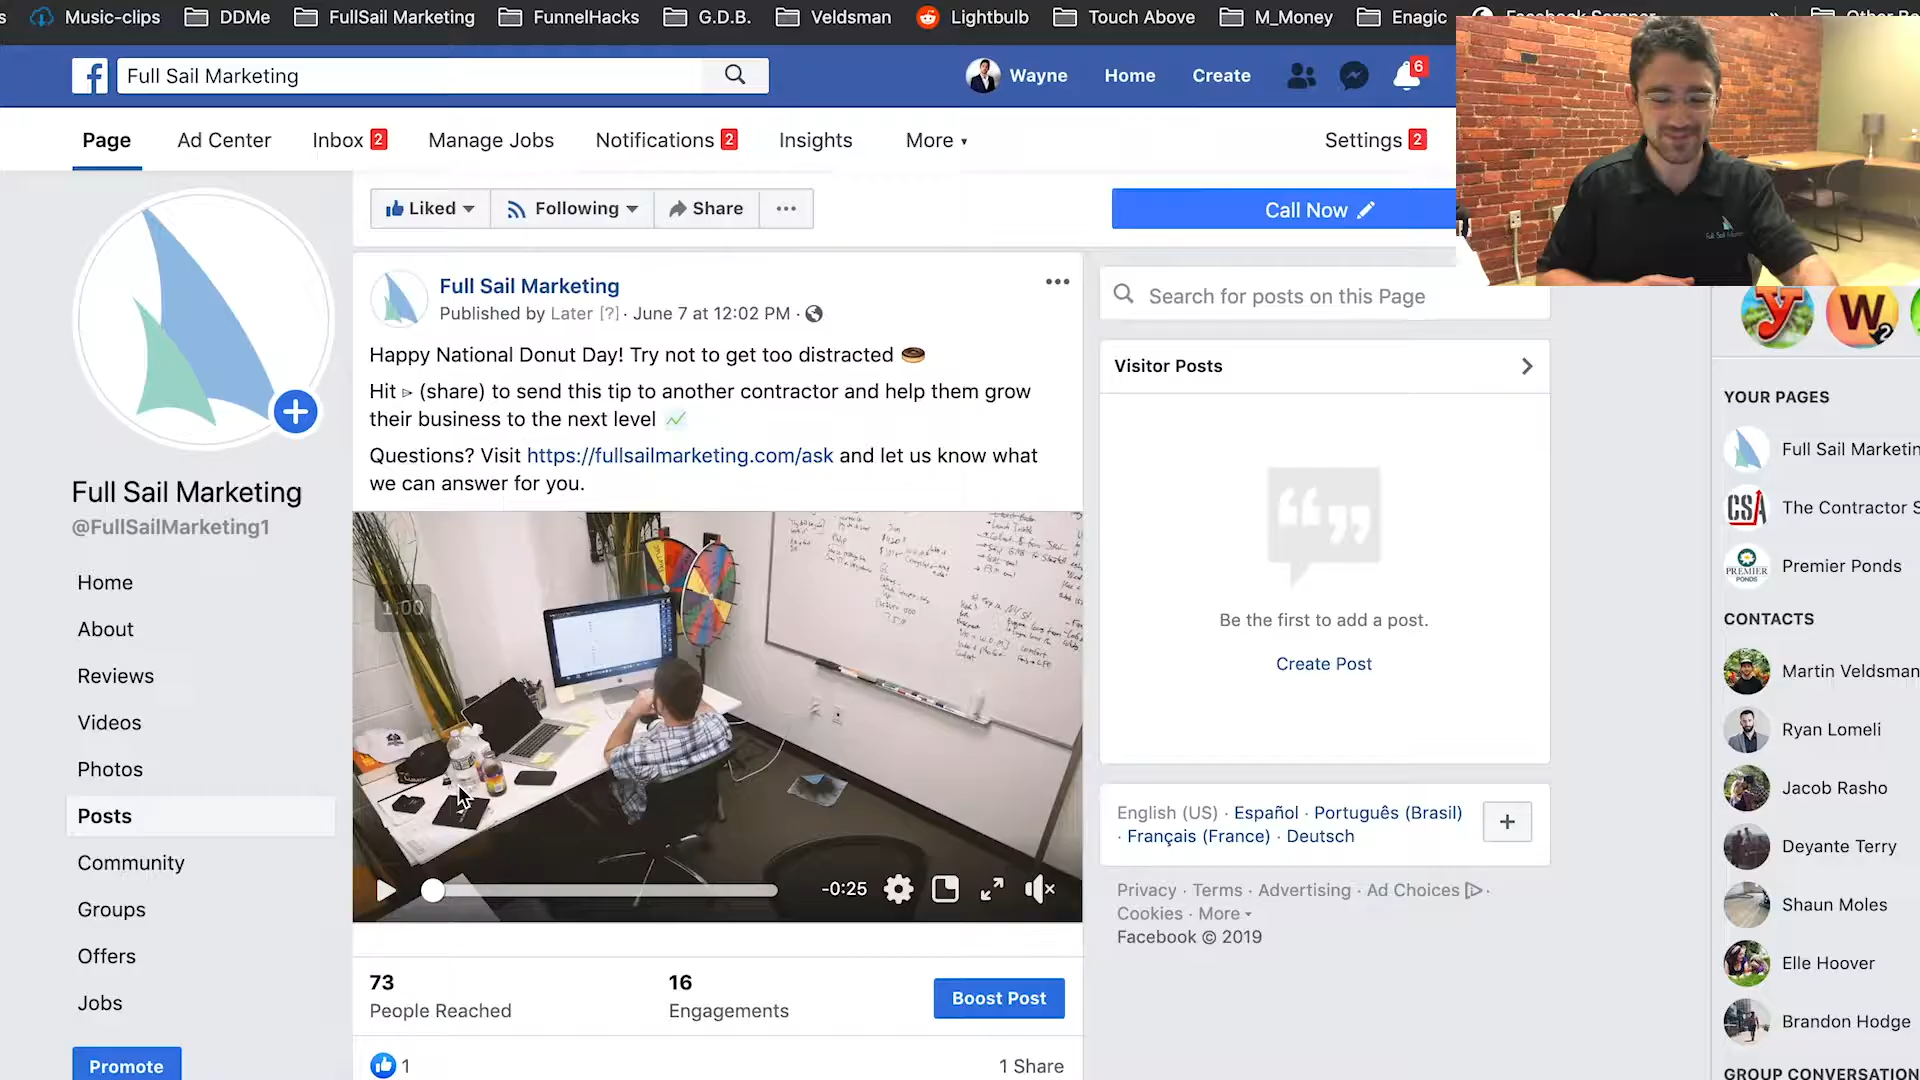 Music-clips DDMe FullSail Marketing FunnelHacks G.D.B. Veldsman Lightbulb Touch Above M_Money Enagic
Full Sail Marketing
Wayne Home Create 6
Page Ad Center Inbox 2 Manage Jobs Notifications 2 Insights More Settings 2
Liked Following Share
Call Now
Full Sail Marketing
Published by Later [?] · June 7 at 12:02 PM ·
Happy National Donut Day! Try not to get too distracted
Hit ▹ (share) to send this tip to another contractor and help them grow
their business to the next level
Questions? Visit https://fullsailmarketing.com/ask and let us know what
we can answer for you.
1.00
-0:25
73
People Reached
16
Engagements
Boost Post
1
1 Share
Full Sail Marketing
@FullSailMarketing1
Home
About
Reviews
Videos
Photos
Posts
Community
Groups
Offers
Jobs
Promote
Search for posts on this Page
Visitor Posts
Be the first to add a post.
Create Post
English (US) · Español · Português (Brasil)
· Français (France) · Deutsch
Privacy · Terms · Advertising · Ad Choices ·
Cookies · More
Facebook © 2019
y W 2
YOUR PAGES
Full Sail Marketin
CSA The Contractor S
PREMIER PONDS Premier Ponds
CONTACTS
Martin Veldsman
Ryan Lomeli
Jacob Rasho
Deyante Terry
Shaun Moles
Elle Hoover
Brandon Hodge
GROUP CONVERSATION